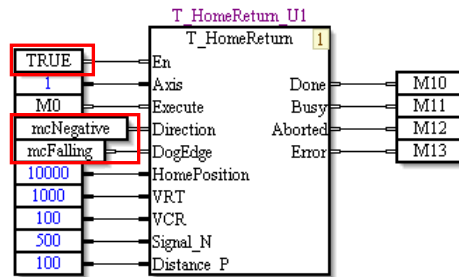 T_HomeReturn_U1
T_HomeReturn 1
TRUE En
1 Axis Done M10
M0 Execute Busy M11
mcNegative Direction Aborted M12
mcFalling DogEdge Error M13
10000 HomePosition
1000 VRT
100 VCR
500 Signal_N
100 Distance_P